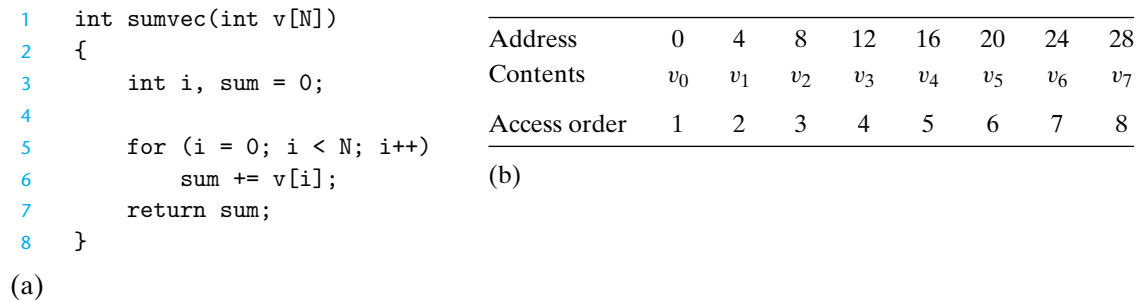 1 int sumvec(int v[N])
2 {
3     int i, sum = 0;
4
5     for (i = 0; i < N; i++)
6         sum += v[i];
7     return sum;
8 }
(a)
Address 0 4 8 12 16 20 24 28
Contents v₀ v₁ v₂ v₃ v₄ v₅ v₆ v₇
Access order 1 2 3 4 5 6 7 8
(b)